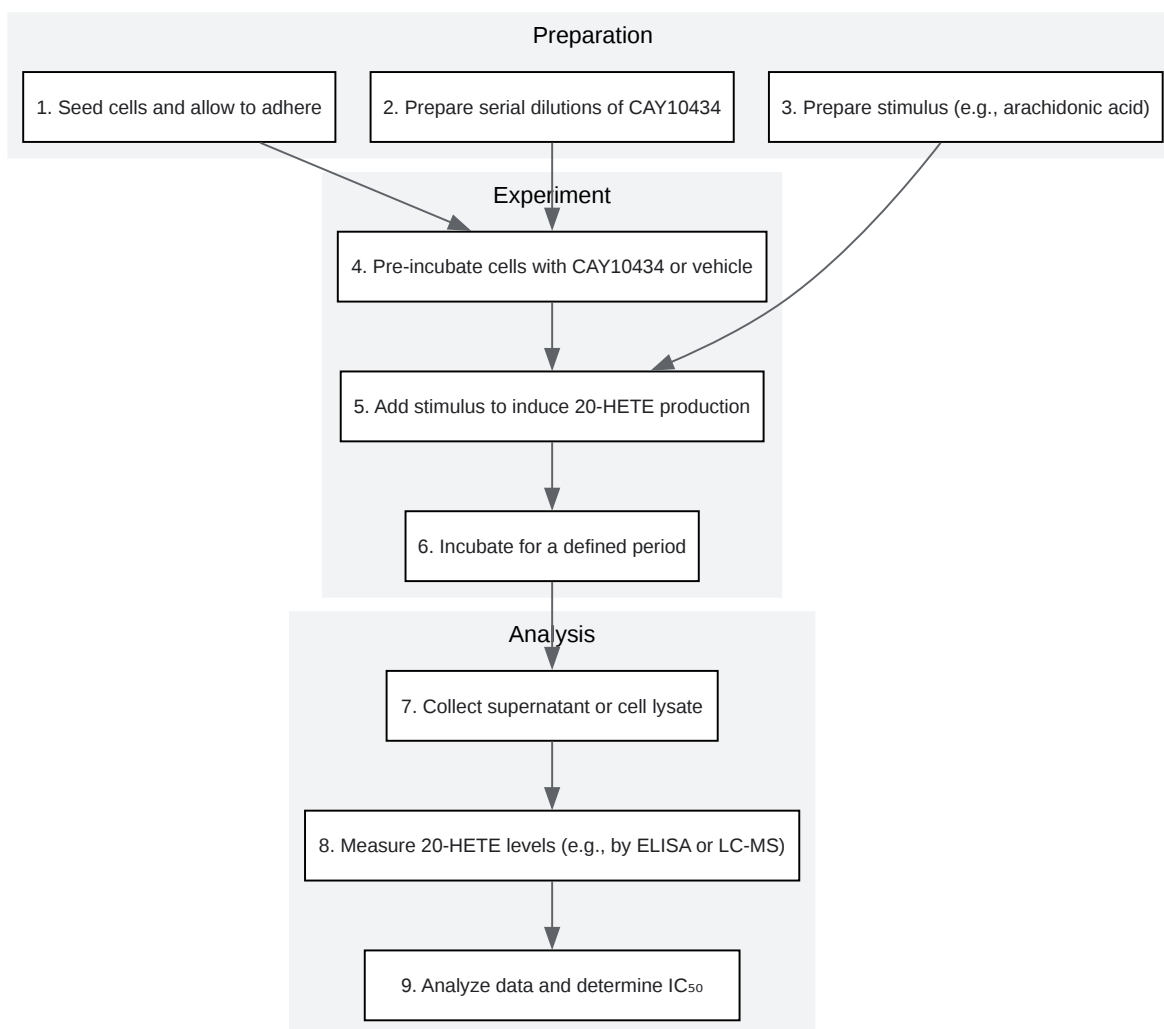 Preparation
1. Seed cells and allow to adhere
2. Prepare serial dilutions of CAY10434
3. Prepare stimulus (e.g., arachidonic acid)
Experiment
4. Pre-incubate cells with CAY10434 or vehicle
5. Add stimulus to induce 20-HETE production
6. Incubate for a defined period
Analysis
7. Collect supernatant or cell lysate
8. Measure 20-HETE levels (e.g., by ELISA or LC-MS)
9. Analyze data and determine IC₅₀